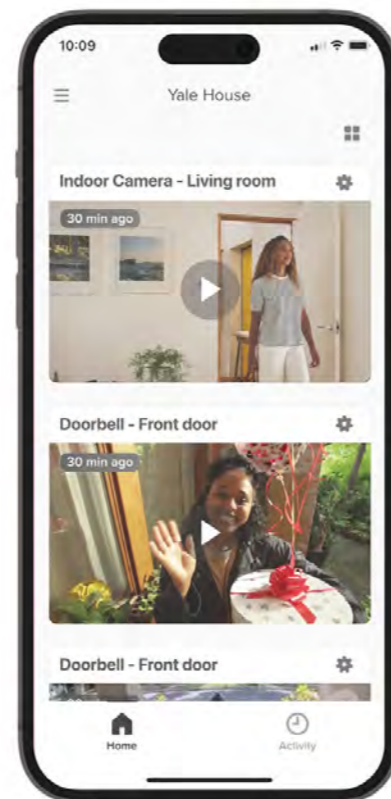 10:09
Yale House
Indoor Camera - Living room
30 min ago
Doorbell - Front door
30 min ago
Doorbell - Front door
Home
Activity